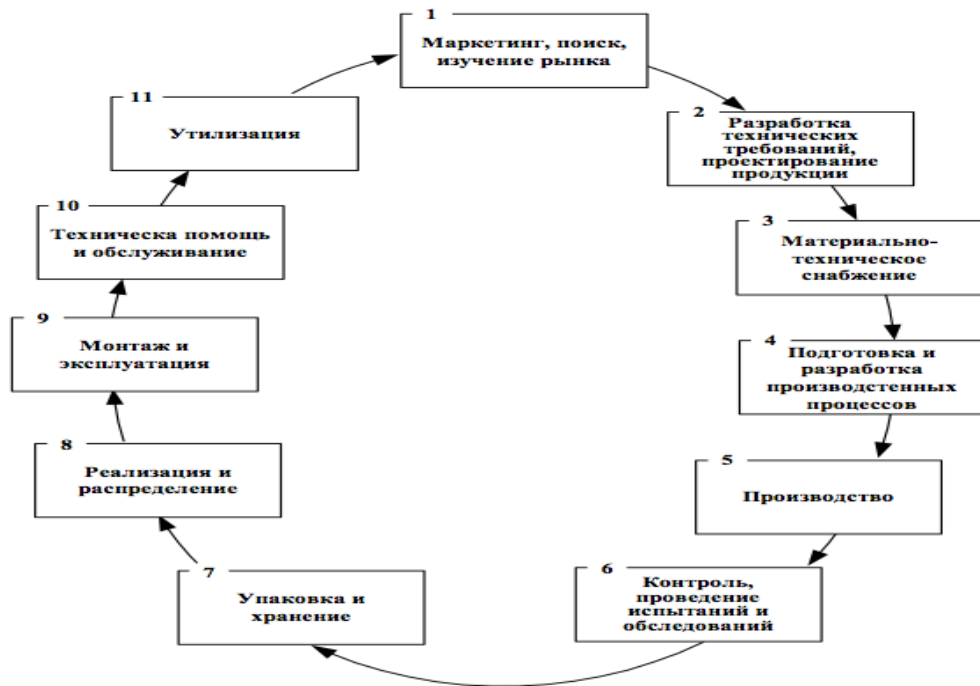 1
Маркетинг, поиск,
изучение рынка
2
Разработка
технических
требований,
проектирование
продукции
3
Материально-
техническое
снабжение
4
Подготовка и
разработка
производстенных
процессов
5
Производство
6
Контроль,
проведение
испытаний и
обследований
7
Упаковка и
хранение
8
Реализация и
распределение
9
Монтаж и
эксплуатация
10
Техническа помощь
и обслуживание
11
Утилизация